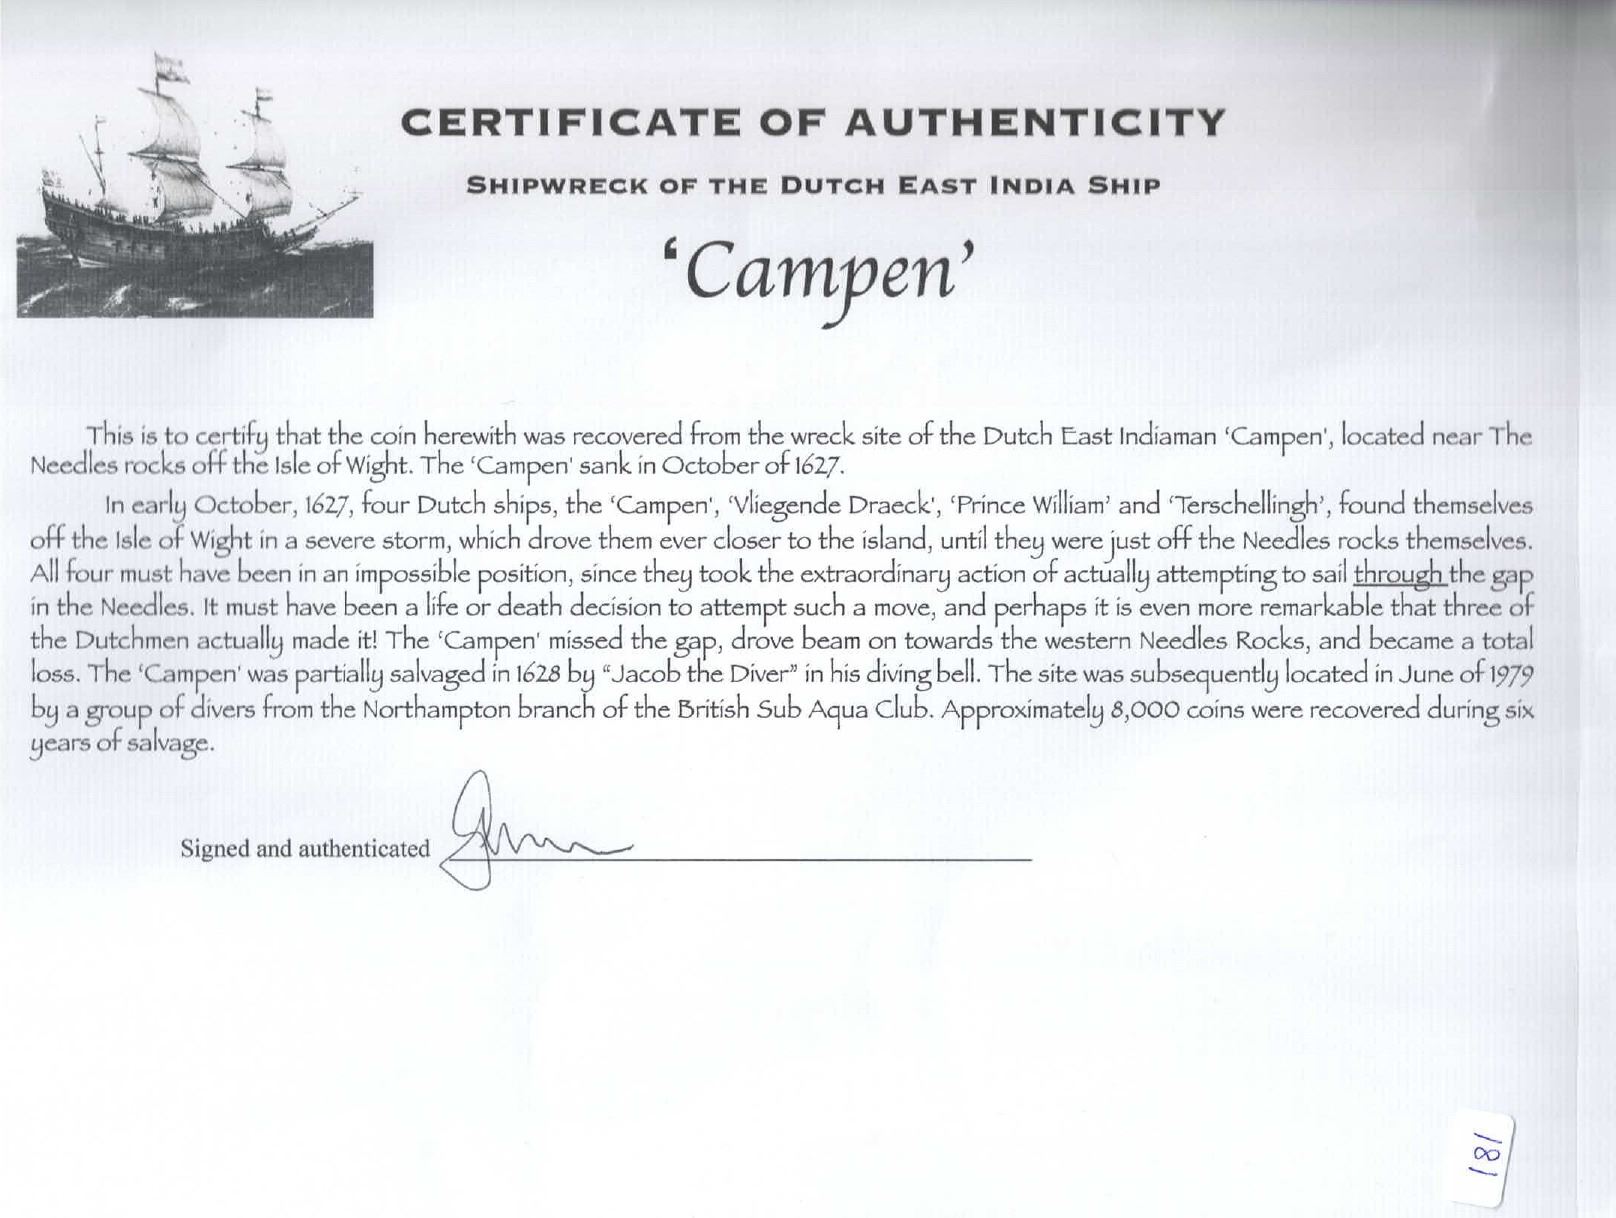 CERTIFICATE OF AUTHENTICITY
SHIPWRECK OF THE DUTCH EAST INDIA SHIP
‘Campen’
This is to certify that the coin herewith was recovered from the wreck site of the Dutch East Indiaman ‘Campen’, located near The
Needles rocks off the Isle of Wight. The ‘Campen’ sank in October of 1627.
In early October, 1627, four Dutch ships, the ‘Campen’, ‘Vliegende Draeck’, ‘Prince William’ and ‘Terschellingh’, found themselves
off the Isle of Wight in a severe storm, which drove them ever closer to the island, until they were just off the Needles rocks themselves.
All four must have been in an impossible position, since they took the extraordinary action of actually attempting to sail through the gap
in the Needles. It must have been a life or death decision to attempt such a move, and perhaps it is even more remarkable that three of
the Dutchmen actually made it! The ‘Campen’ missed the gap, drove beam on towards the western Needles Rocks, and became a total
loss. The ‘Campen’ was partially salvaged in 1628 by “Jacob the Diver” in his diving bell. The site was subsequently located in June of 1979
by a group of divers from the Northampton branch of the British Sub Aqua Club. Approximately 8,000 coins were recovered during six
years of salvage.
Signed and authenticated
181